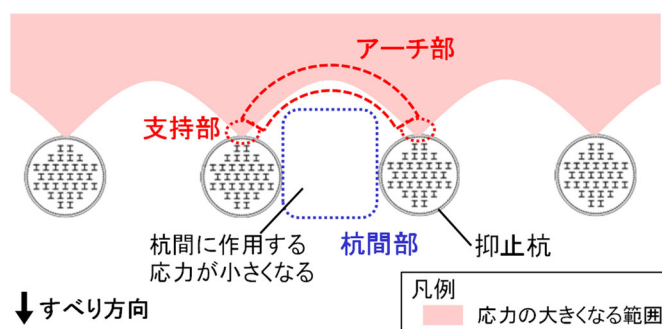 アーチ部
支持部
杭間に作用する
応力が小さくなる
杭間部
抑止杭
すべり方向
凡例
応力の大きくなる範囲